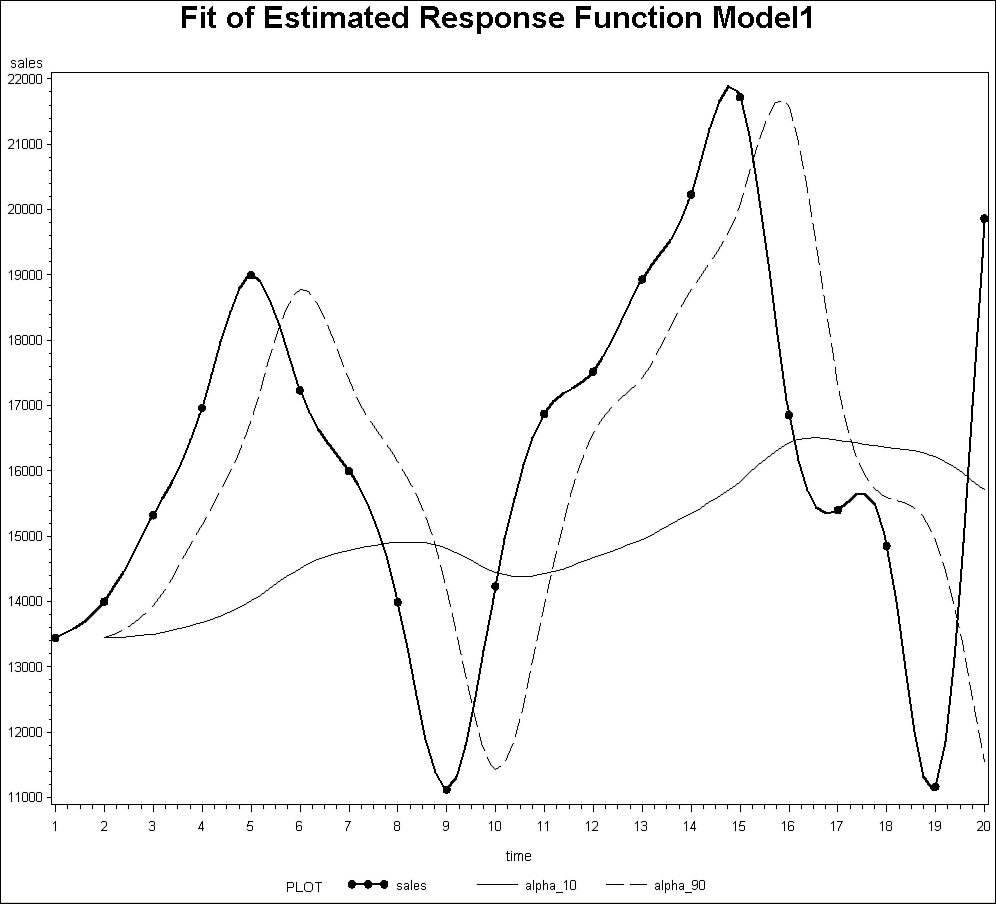 Fit of Estimated Response Function Model1
sales
22000
21000
20000
19000
18000
17000
16000
15000
14000
13000
12000
11000
1 2 3 4 5 6 7 8 9 10 11 12 13 14 15 16 17 18 19 20
time
PLOT sales alpha_10 alpha_90